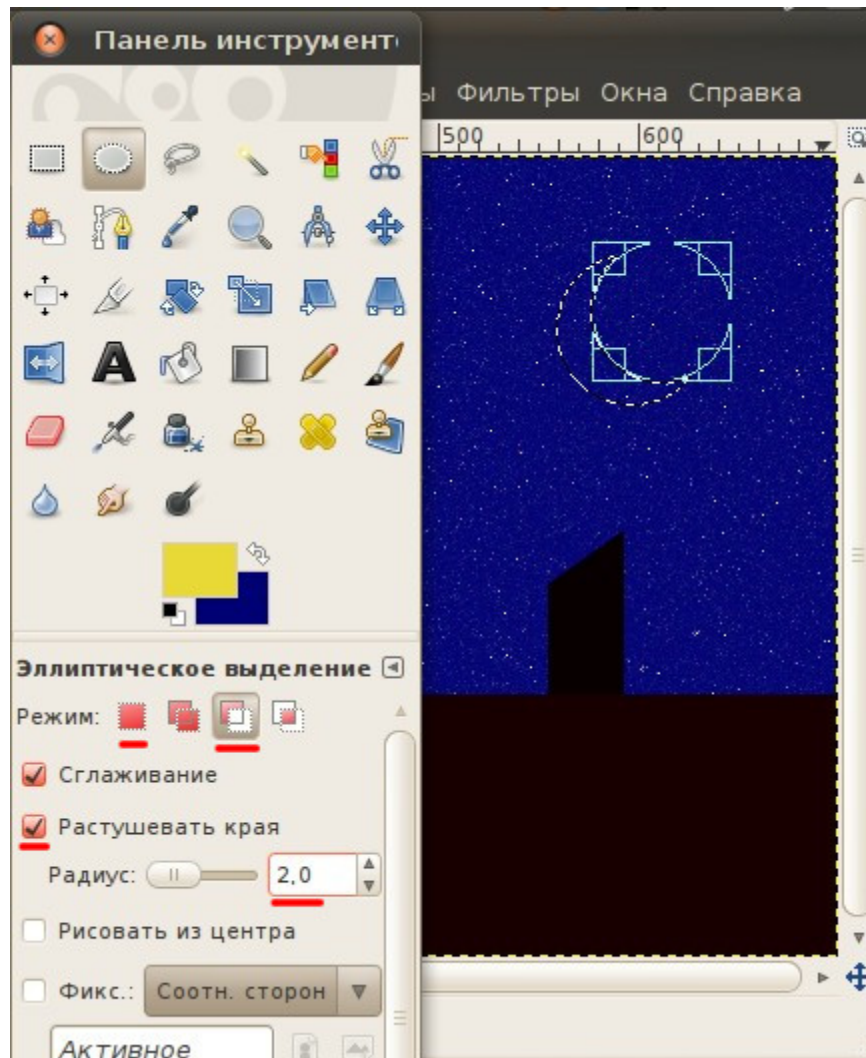 Панель инструмент
ы Фильтры Окна Справка
500 600
Эллиптическое выделение
Режим:
Сглаживание
Растушевать края
Радиус: 2,0
Рисовать из центра
Фикс.: Соотн. сторон
Активное